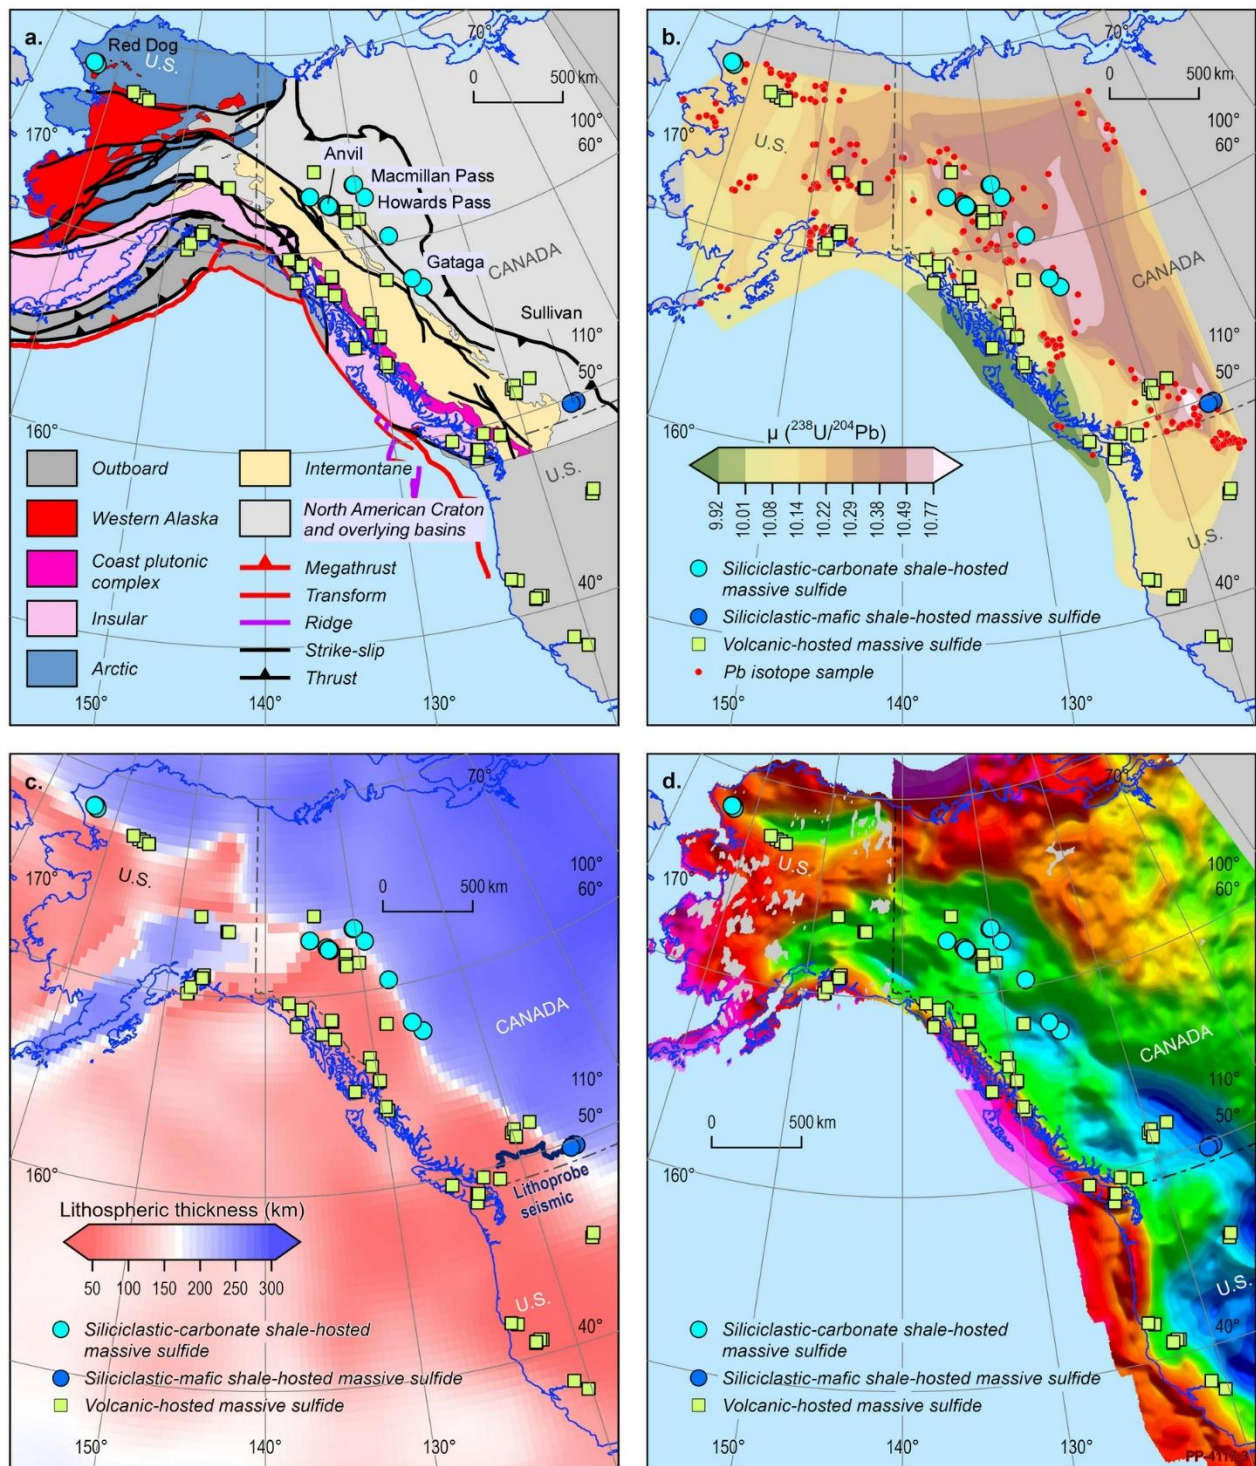 a.
Red Dog
U.S.
70°
0 500 km
170°
100°
60°
Anvil
Macmillan Pass
Howards Pass
Gataga
CANADA
Sullivan
110°
50°
160°
Outboard
Western Alaska
Coast plutonic
complex
Insular
Arctic
Intermontane
North American Craton
and overlying basins
Megathrust
Transform
Ridge
Strike-slip
Thrust
40°
150°
140°
130°
b.
70°
0 500 km
U.S.
170°
100°
60°
CANADA
110°
50°
160°
µ (²³⁸U/²⁰⁴Pb)
9.92 10.01 10.08 10.14 10.22 10.29 10.38 10.49 10.77
U.S.
U.S.
Siliciclastic-carbonate shale-hosted
massive sulfide
Siliciclastic-mafic shale-hosted massive sulfide
Volcanic-hosted massive sulfide
Pb isotope sample
40°
150°
140°
130°
c.
70°
U.S.
170°
0 500 km
100°
60°
CANADA
110°
50°
160°
Lithoprobe
seismic
Lithospheric thickness (km)
50 100 150 200 250 300
U.S.
Siliciclastic-carbonate shale-hosted
massive sulfide
Siliciclastic-mafic shale-hosted massive sulfide
Volcanic-hosted massive sulfide
40°
150°
140°
130°
d.
70°
U.S.
170°
100°
60°
CANADA
110°
50°
0 500 km
160°
U.S.
Siliciclastic-carbonate shale-hosted
massive sulfide
Siliciclastic-mafic shale-hosted massive sulfide
Volcanic-hosted massive sulfide
40°
150°
140°
130°